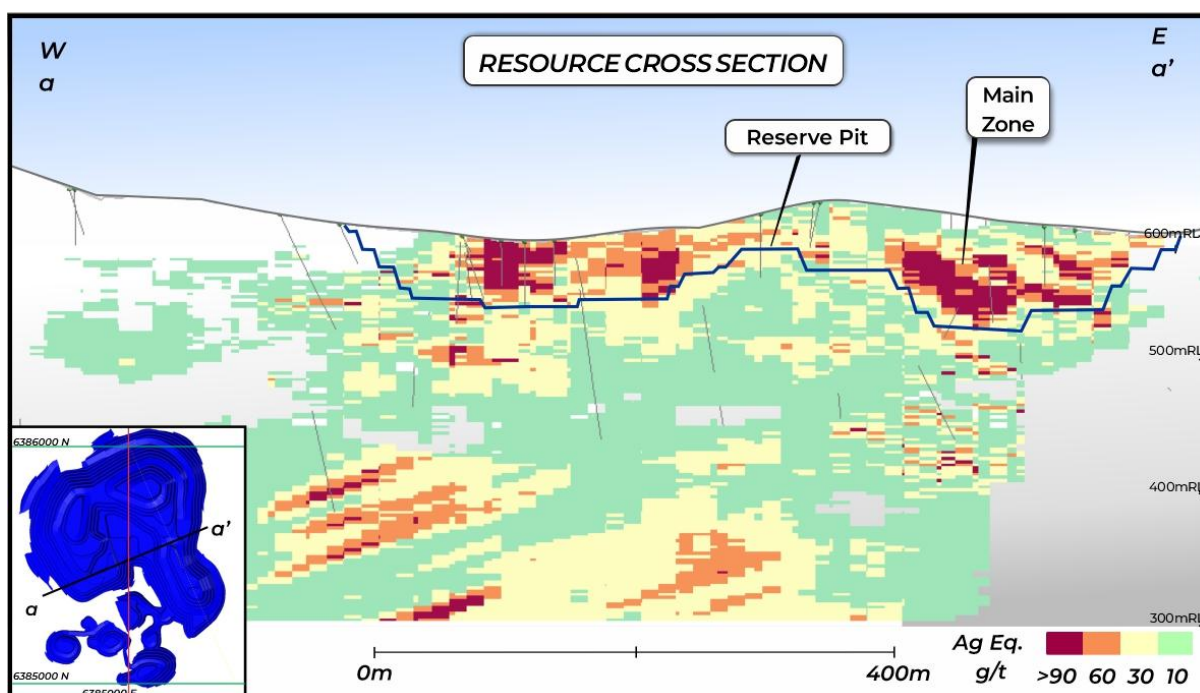 W
a
RESOURCE CROSS SECTION
E
a’
Main
Zone
Reserve Pit
600mRL
500mRL
400mRL
300mRL
6386000 N
a’
a
6385000 N
6385000 E
0m
400m
Ag Eq.
g/t
>90 60 30 10